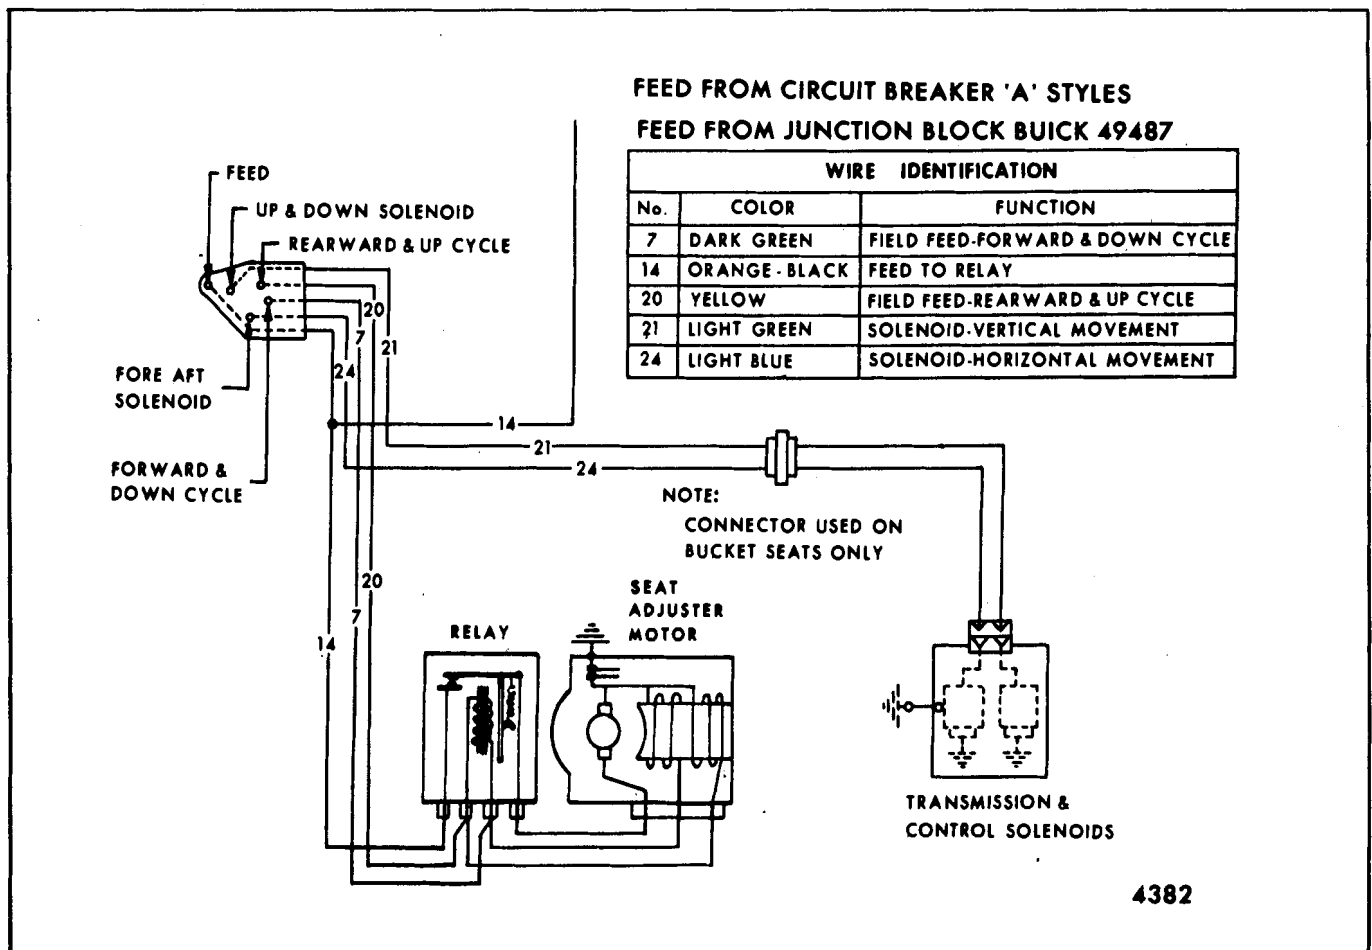 FEED FROM CIRCUIT BREAKER 'A' STYLES
FEED FROM JUNCTION BLOCK BUICK 49487
WIRE IDENTIFICATION
No. COLOR FUNCTION
7 DARK GREEN FIELD FEED-FORWARD & DOWN CYCLE
14 ORANGE-BLACK FEED TO RELAY
20 YELLOW FIELD FEED-REARWARD & UP CYCLE
21 LIGHT GREEN SOLENOID-VERTICAL MOVEMENT
24 LIGHT BLUE SOLENOID-HORIZONTAL MOVEMENT
FEED
UP & DOWN SOLENOID
REARWARD & UP CYCLE
20
7
21
24
FORE AFT
SOLENOID
14
21
24
FORWARD &
DOWN CYCLE
NOTE:
CONNECTOR USED ON
BUCKET SEATS ONLY
20
7
14
RELAY
SEAT
ADJUSTER
MOTOR
TRANSMISSION &
CONTROL SOLENOIDS
4382